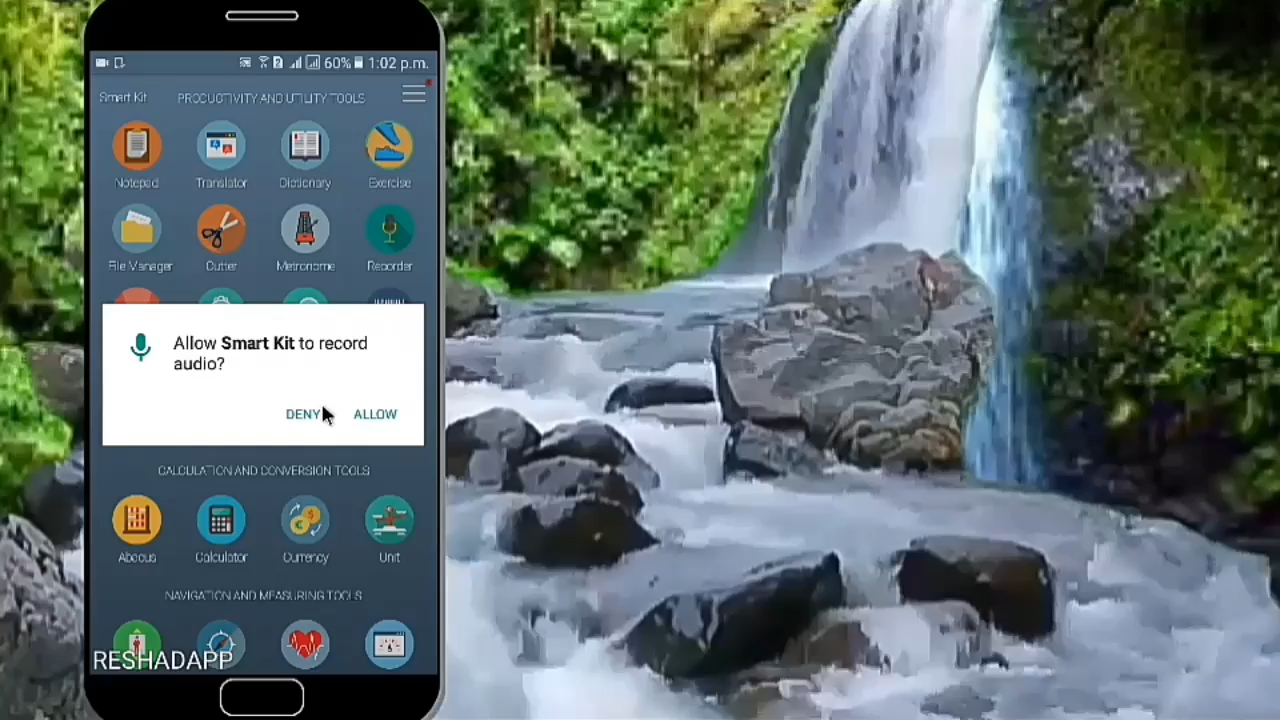 60% 1:02 p.m.
Smart Kit PRODUCTIVITY AND UTILITY TOOLS
Notepad Translator Dictionary Exercise
File Manager Cutter Metronome Recorder
Allow Smart Kit to record
audio?
DENY ALLOW
CALCULATION AND CONVERSION TOOLS
Abacus Calculator Currency Unit
NAVIGATION AND MEASURING TOOLS
RESHADAPP